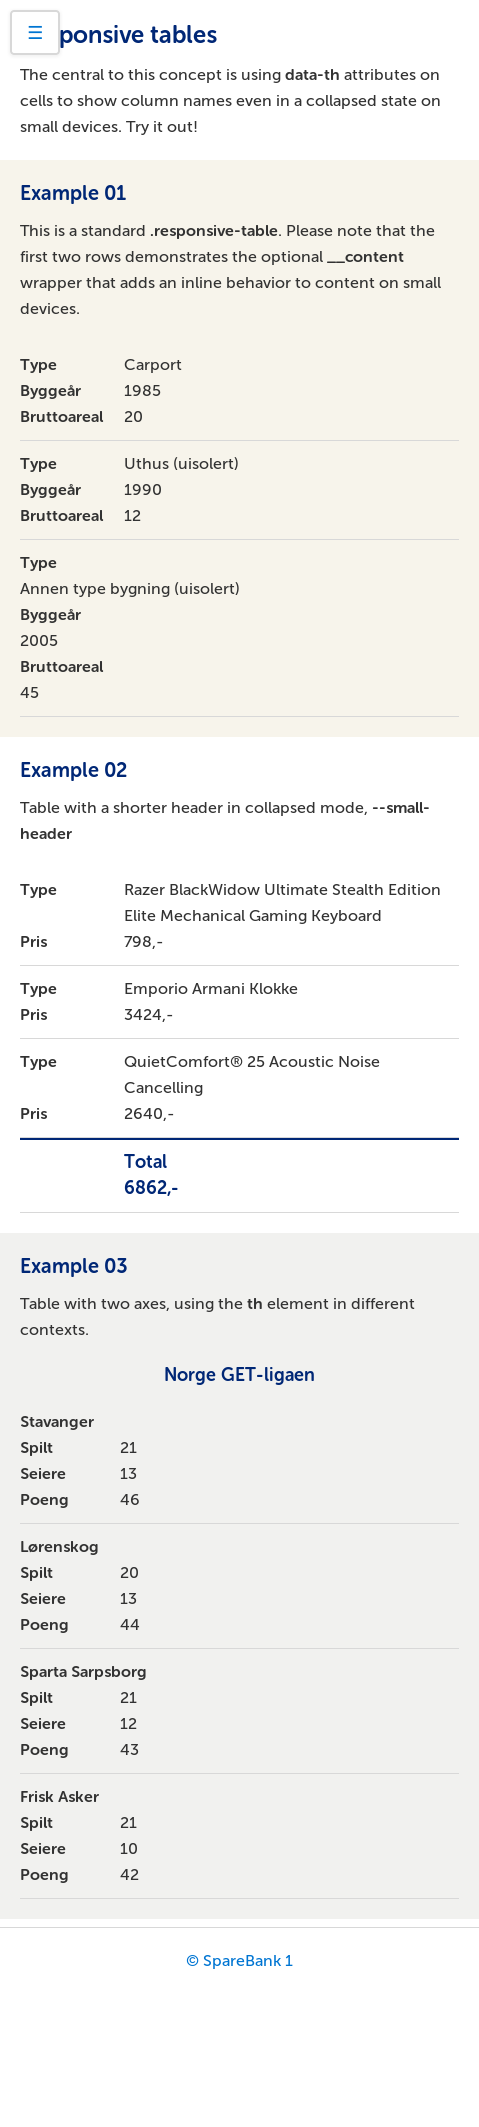 ☰ ponsive tables
The central to this concept is using data-th attributes on
cells to show column names even in a collapsed state on
small devices. Try it out!
Example 01
This is a standard .responsive-table. Please note that the
first two rows demonstrates the optional __content
wrapper that adds an inline behavior to content on small
devices.
Type Carport
Byggeår 1985
Bruttoareal 20
Type Uthus (uisolert)
Byggeår 1990
Bruttoareal 12
Type
Annen type bygning (uisolert)
Byggeår
2005
Bruttoareal
45
Example 02
Table with a shorter header in collapsed mode, --small-
header
Type Razer BlackWidow Ultimate Stealth Edition
Elite Mechanical Gaming Keyboard
Pris 798,-
Type Emporio Armani Klokke
Pris 3424,-
Type QuietComfort® 25 Acoustic Noise
Cancelling
Pris 2640,-
Total
6862,-
Example 03
Table with two axes, using the th element in different
contexts.
Norge GET-ligaen
Stavanger
Spilt 21
Seiere 13
Poeng 46
Lørenskog
Spilt 20
Seiere 13
Poeng 44
Sparta Sarpsborg
Spilt 21
Seiere 12
Poeng 43
Frisk Asker
Spilt 21
Seiere 10
Poeng 42
© SpareBank 1